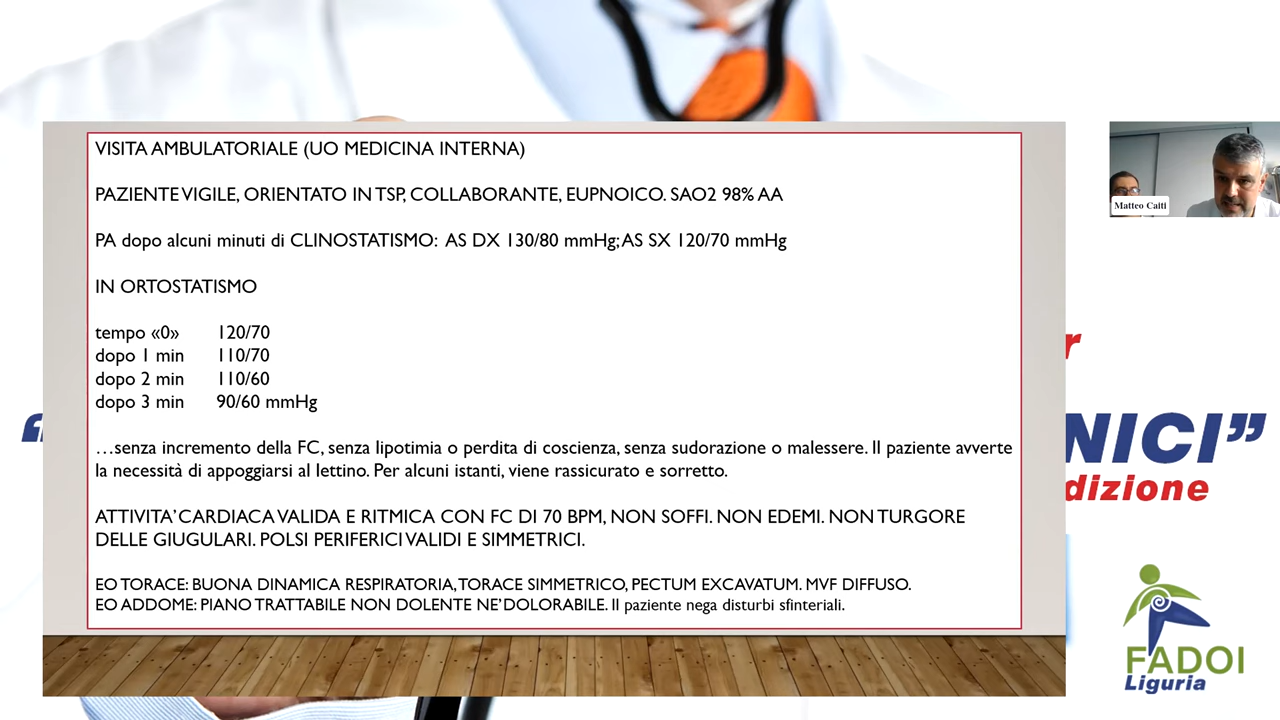 VISITA AMBULATORIALE (UO MEDICINA INTERNA)
PAZIENTE VIGILE, ORIENTATO IN TSP, COLLABORANTE, EUPNOICO. SAO2 98% AA
PA dopo alcuni minuti di CLINOSTATISMO: AS DX 130/80 mmHg; AS SX 120/70 mmHg
IN ORTOSTATISMO
tempo «0» 120/70
dopo 1 min 110/70
dopo 2 min 110/60
dopo 3 min 90/60 mmHg
…senza incremento della FC, senza lipotimia o perdita di coscienza, senza sudorazione o malessere. Il paziente avverte
la necessità di appoggiarsi al lettino. Per alcuni istanti, viene rassicurato e sorretto.
ATTIVITA' CARDIACA VALIDA E RITMICA CON FC DI 70 BPM, NON SOFFI. NON EDEMI. NON TURGORE
DELLE GIUGULARI. POLSI PERIFERICI VALIDI E SIMMETRICI.
EO TORACE: BUONA DINAMICA RESPIRATORIA, TORACE SIMMETRICO, PECTUM EXCAVATUM. MVF DIFFUSO.
EO ADDOME: PIANO TRATTABILE NON DOLENTE NE' DOLORABILE. Il paziente nega disturbi sfinteriali.
Matteo Caiti
r
NICI”
dizione
FADOI
Liguria